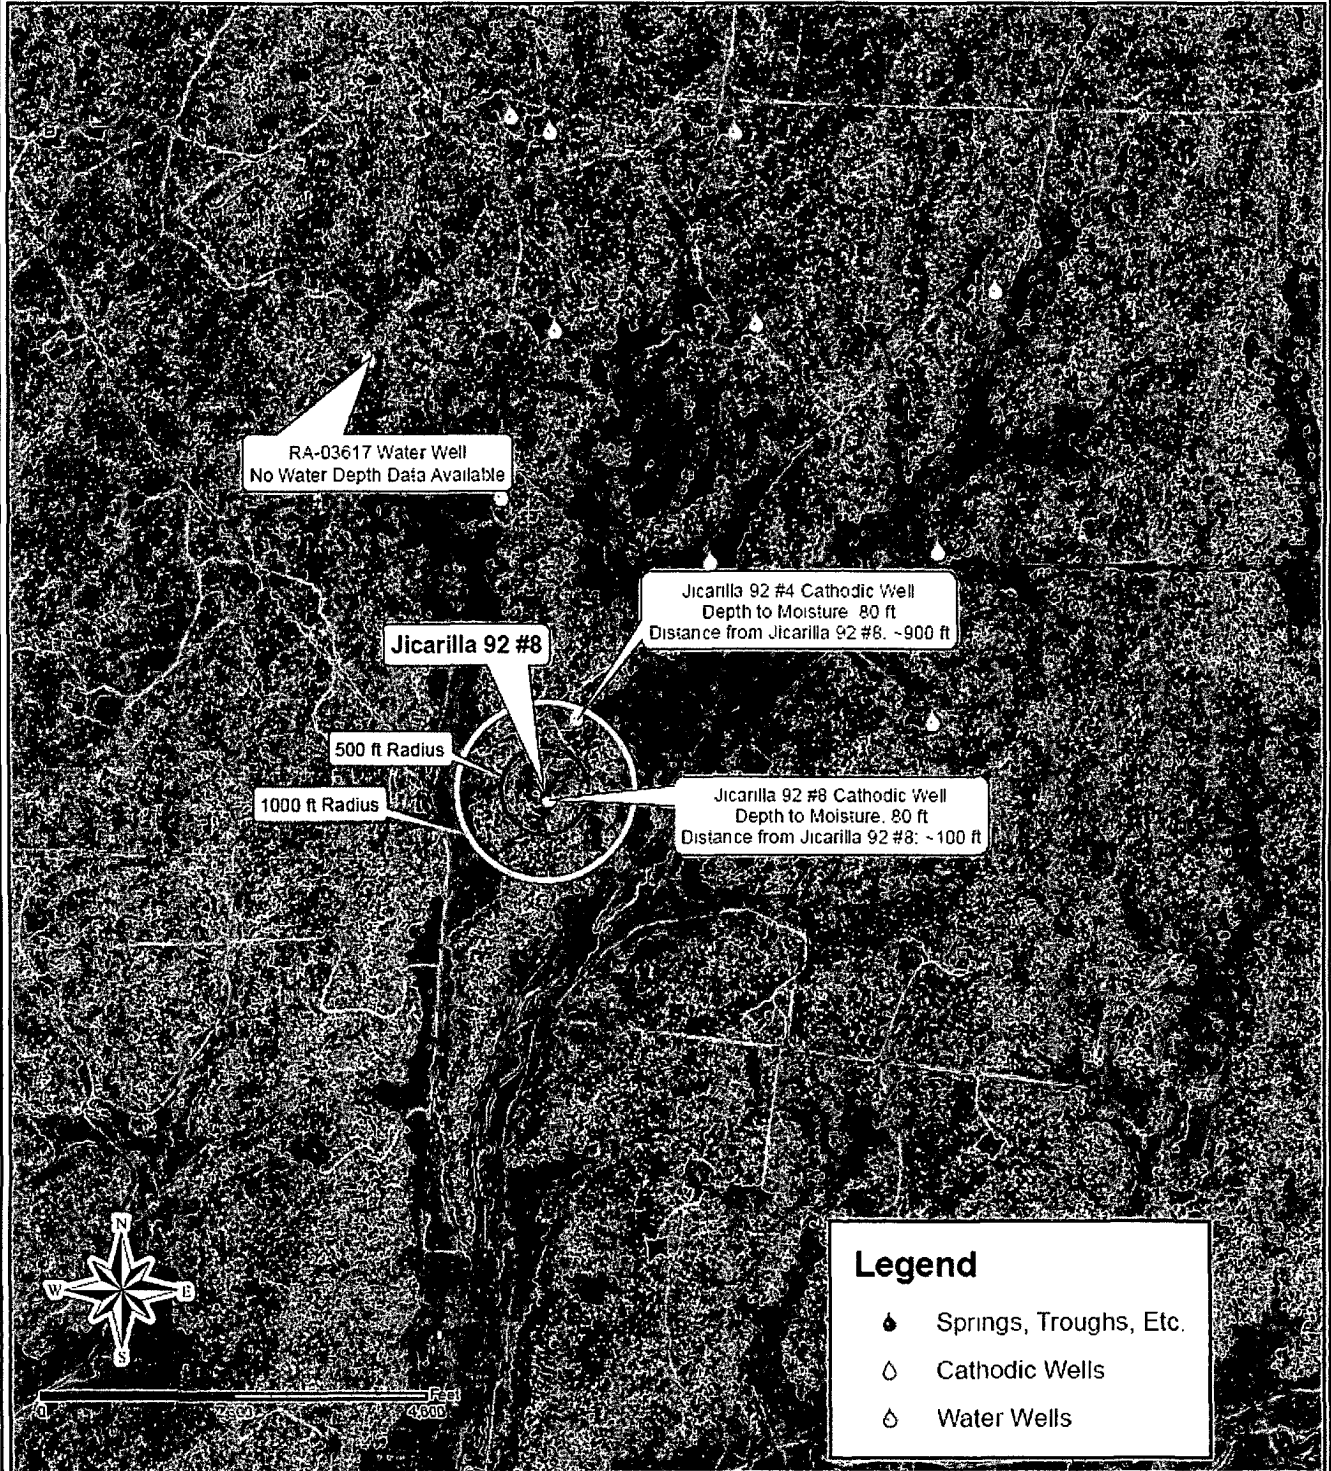 RA-03617 Water Well
No Water Depth Data Available
Jicarilla 92 #4 Cathodic Well
Depth to Moisture 80 ft
Distance from Jicarilla 92 #8. ~900 ft
Jicarilla 92 #8
500 ft Radius
1000 ft Radius
Jicarilla 92 #8 Cathodic Well
Depth to Moisture. 80 ft
Distance from Jicarilla 92 #8: ~100 ft
N
W
E
S
Feet
0
Legend
Springs, Troughs, Etc.
Cathodic Wells
Water Wells